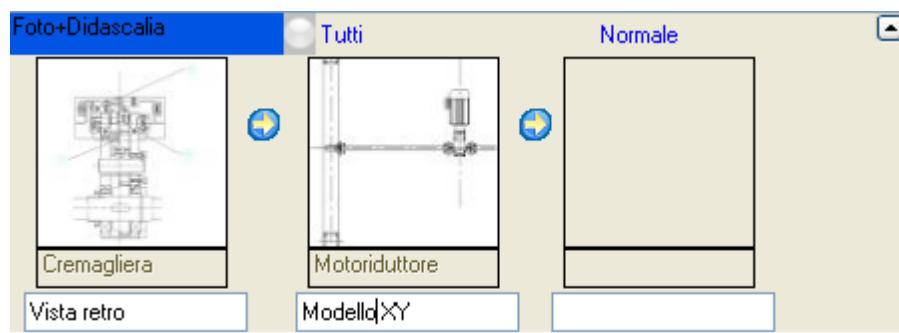 Foto+Didascalia Tutti Normale
Cremagliera Motoriduttore
Vista retro Modello XY